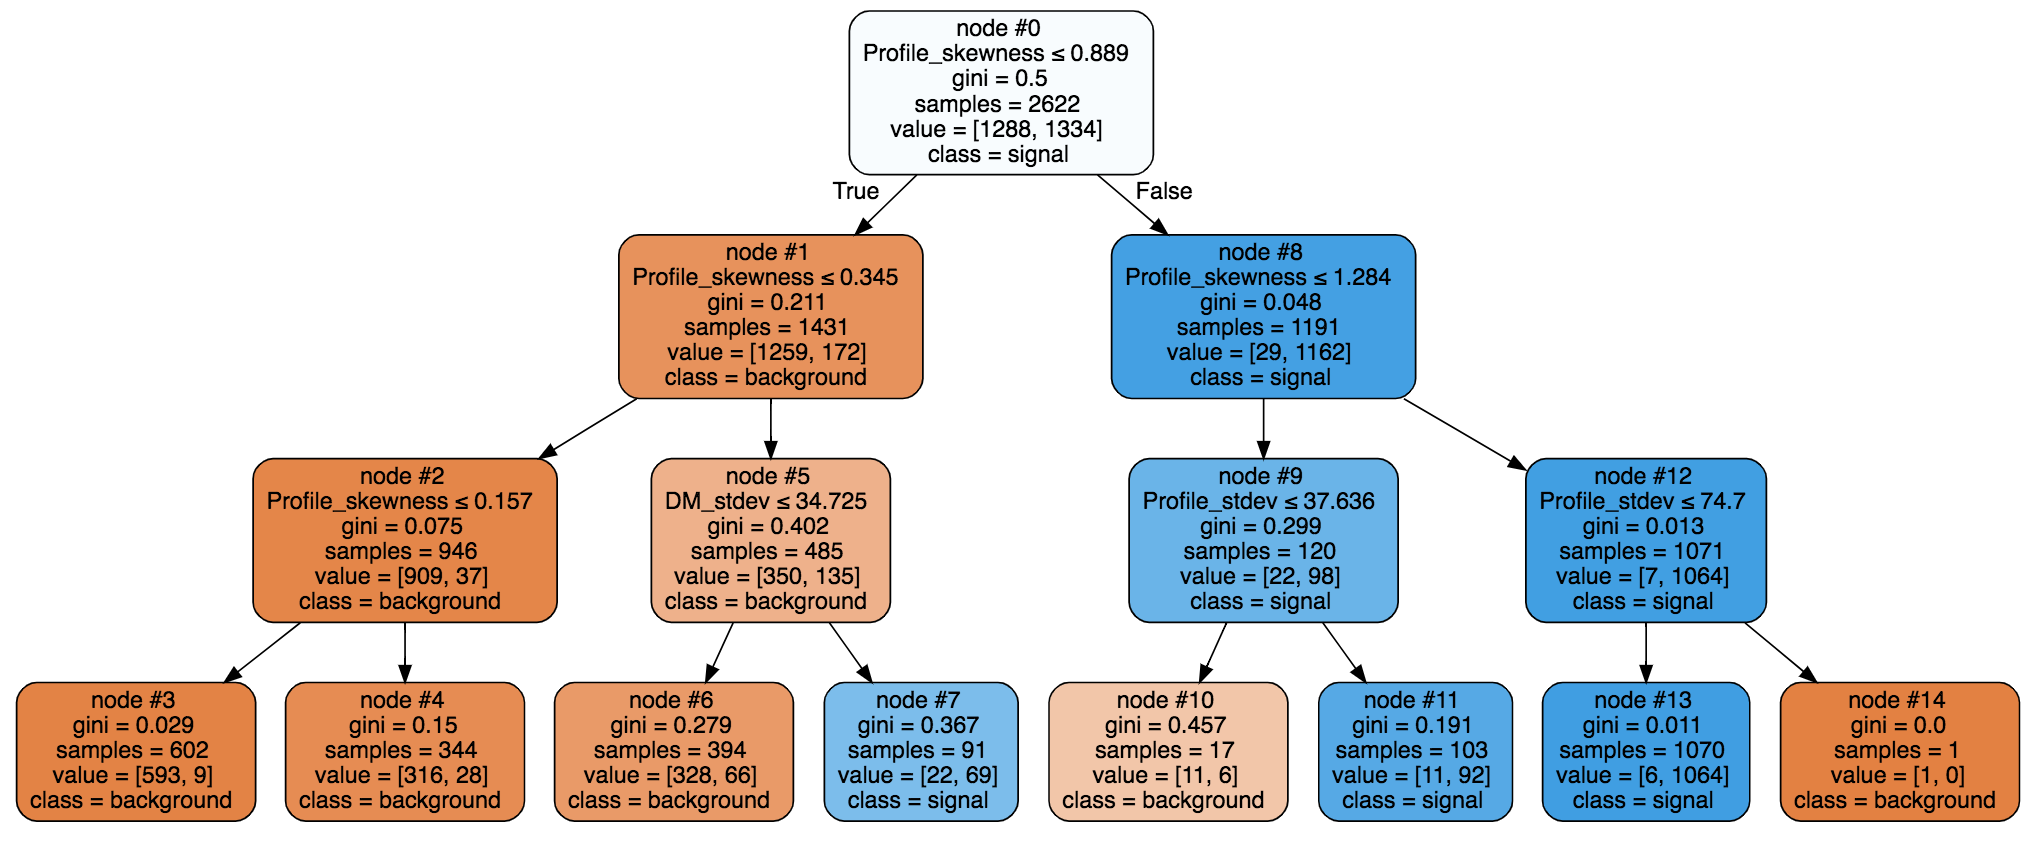 node #0
Profile_skewness ≤ 0.889
gini = 0.5
samples = 2622
value = [1288, 1334]
class = signal
True
False
node #1
Profile_skewness ≤ 0.345
gini = 0.211
samples = 1431
value = [1259, 172]
class = background
node #8
Profile_skewness ≤ 1.284
gini = 0.048
samples = 1191
value = [29, 1162]
class = signal
node #2
Profile_skewness ≤ 0.157
gini = 0.075
samples = 946
value = [909, 37]
class = background
node #5
DM_stdev ≤ 34.725
gini = 0.402
samples = 485
value = [350, 135]
class = background
node #9
Profile_stdev ≤ 37.636
gini = 0.299
samples = 120
value = [22, 98]
class = signal
node #12
Profile_stdev ≤ 74.7
gini = 0.013
samples = 1071
value = [7, 1064]
class = signal
node #3
gini = 0.029
samples = 602
value = [593, 9]
class = background
node #4
gini = 0.15
samples = 344
value = [316, 28]
class = background
node #6
gini = 0.279
samples = 394
value = [328, 66]
class = background
node #7
gini = 0.367
samples = 91
value = [22, 69]
class = signal
node #10
gini = 0.457
samples = 17
value = [11, 6]
class = background
node #11
gini = 0.191
samples = 103
value = [11, 92]
class = signal
node #13
gini = 0.011
samples = 1070
value = [6, 1064]
class = signal
node #14
gini = 0.0
samples = 1
value = [1, 0]
class = background